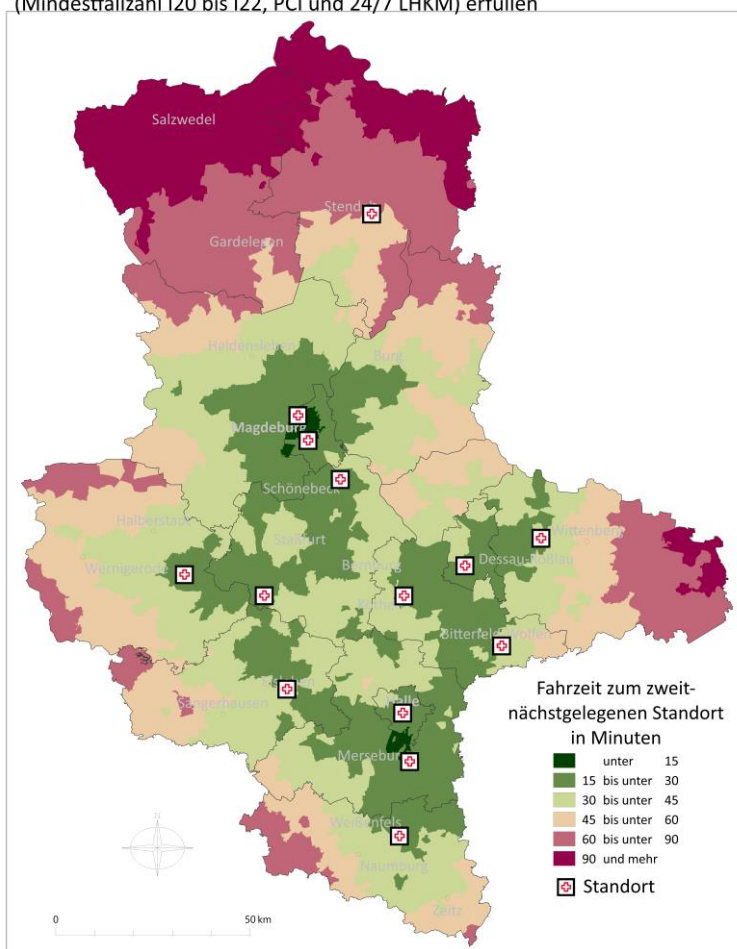 (Mindestfallzahl I20 bis I22, PCI und 24/7 LHKM) erfüllen
Salzwedel
Stendal
Gardelegen
Haldensleben
Burg
Magdeburg
Schönebeck
Halberstadt
Staßfurt
Wittenberg
Wernigerode
Bernburg
Dessau-Roßlau
Köthen
Bitterfeld-Wolfen
Eisleben
Sangerhausen
Halle
Merseburg
Weißenfels
Naumburg
Zeitz
Fahrzeit zum zweit-
nächstgelegenen Standort
in Minuten
unter 15
15 bis unter 30
30 bis unter 45
45 bis unter 60
60 bis unter 90
90 und mehr
Standort
0 50 km